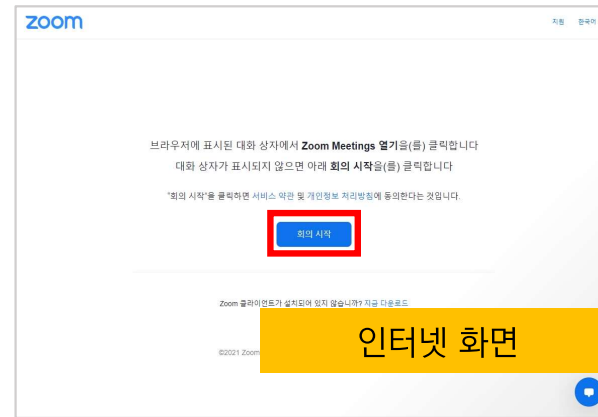 zoom
지원 한국어
브라우저에 표시된 대화 상자에서 Zoom Meetings 열기을(를) 클릭합니다
대화 상자가 표시되지 않으면 아래 회의 시작을(를) 클릭합니다
"회의 시작"을 클릭하면 서비스 약관 및 개인정보 처리방침에 동의한다는 것입니다.
회의 시작
Zoom 클라이언트가 설치되어 있지 않습니까? 지금 다운로드
©2021 Zoom
인터넷 화면